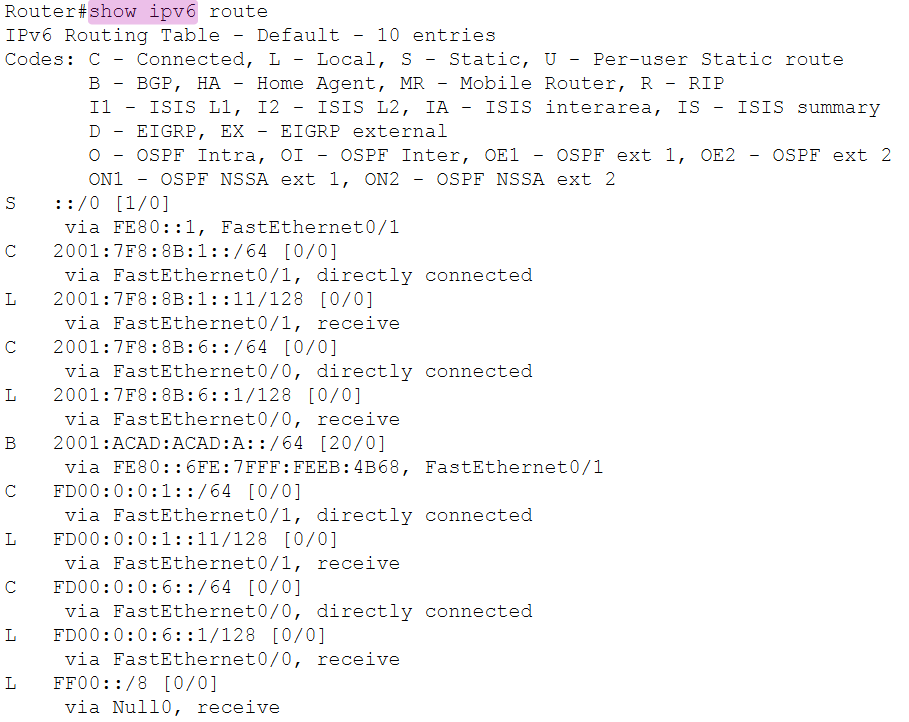 Router#show ipv6 route
IPv6 Routing Table - Default - 10 entries
Codes: C - Connected, L - Local, S - Static, U - Per-user Static route
       B - BGP, HA - Home Agent, MR - Mobile Router, R - RIP
       I1 - ISIS L1, I2 - ISIS L2, IA - ISIS interarea, IS - ISIS summary
       D - EIGRP, EX - EIGRP external
       O - OSPF Intra, OI - OSPF Inter, OE1 - OSPF ext 1, OE2 - OSPF ext 2
       ON1 - OSPF NSSA ext 1, ON2 - OSPF NSSA ext 2
S   ::/0 [1/0]
     via FE80::1, FastEthernet0/1
C   2001:7F8:8B:1::/64 [0/0]
     via FastEthernet0/1, directly connected
L   2001:7F8:8B:1::11/128 [0/0]
     via FastEthernet0/1, receive
C   2001:7F8:8B:6::/64 [0/0]
     via FastEthernet0/0, directly connected
L   2001:7F8:8B:6::1/128 [0/0]
     via FastEthernet0/0, receive
B   2001:ACAD:ACAD:A::/64 [20/0]
     via FE80::6FE:7FFF:FEEB:4B68, FastEthernet0/1
C   FD00:0:0:1::/64 [0/0]
     via FastEthernet0/1, directly connected
L   FD00:0:0:1::11/128 [0/0]
     via FastEthernet0/1, receive
C   FD00:0:0:6::/64 [0/0]
     via FastEthernet0/0, directly connected
L   FD00:0:0:6::1/128 [0/0]
     via FastEthernet0/0, receive
L   FF00::/8 [0/0]
     via Null0, receive